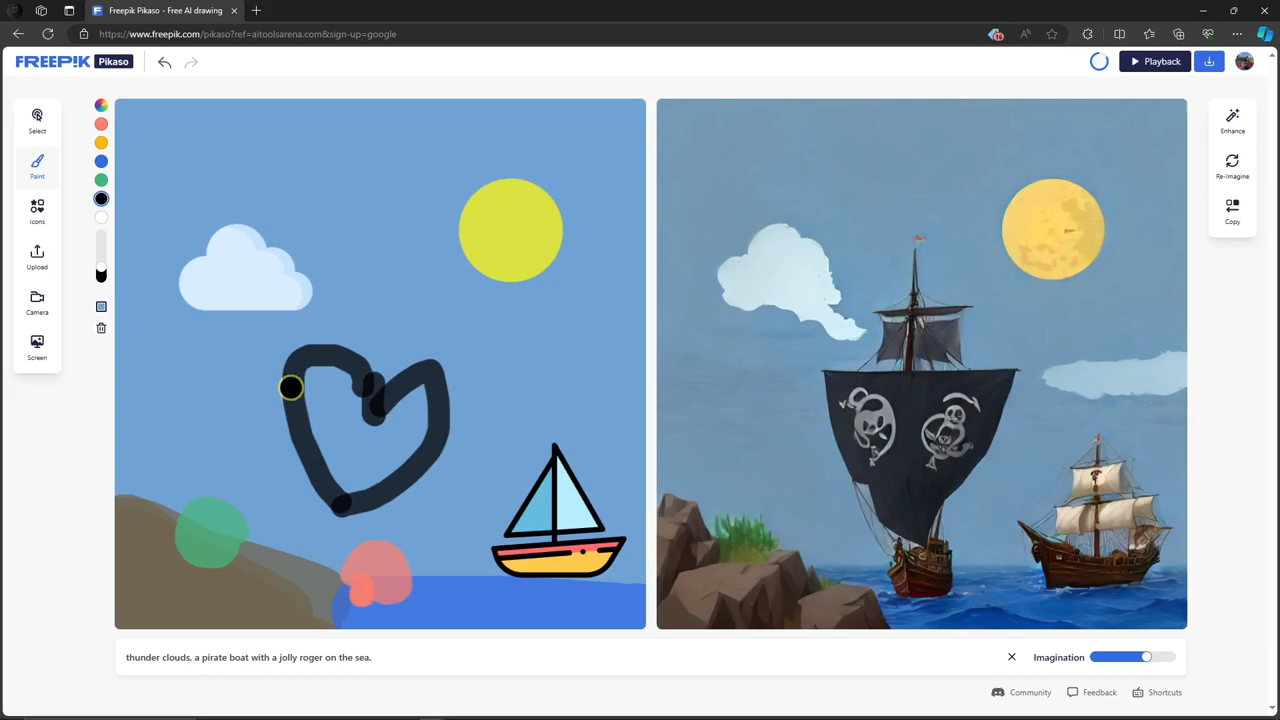 Freepik Pikaso - Free AI drawing
https://www.freepik.com/pikaso?ref=aitoolsarena.com&sign-up=google
FREEPIK Pikaso
Playback
Select
Paint
Icons
Upload
Camera
Screen
Enhance
Re-Imagine
Copy
thunder clouds, a pirate boat with a jolly roger on the sea.
Imagination
Community
Feedback
Shortcuts